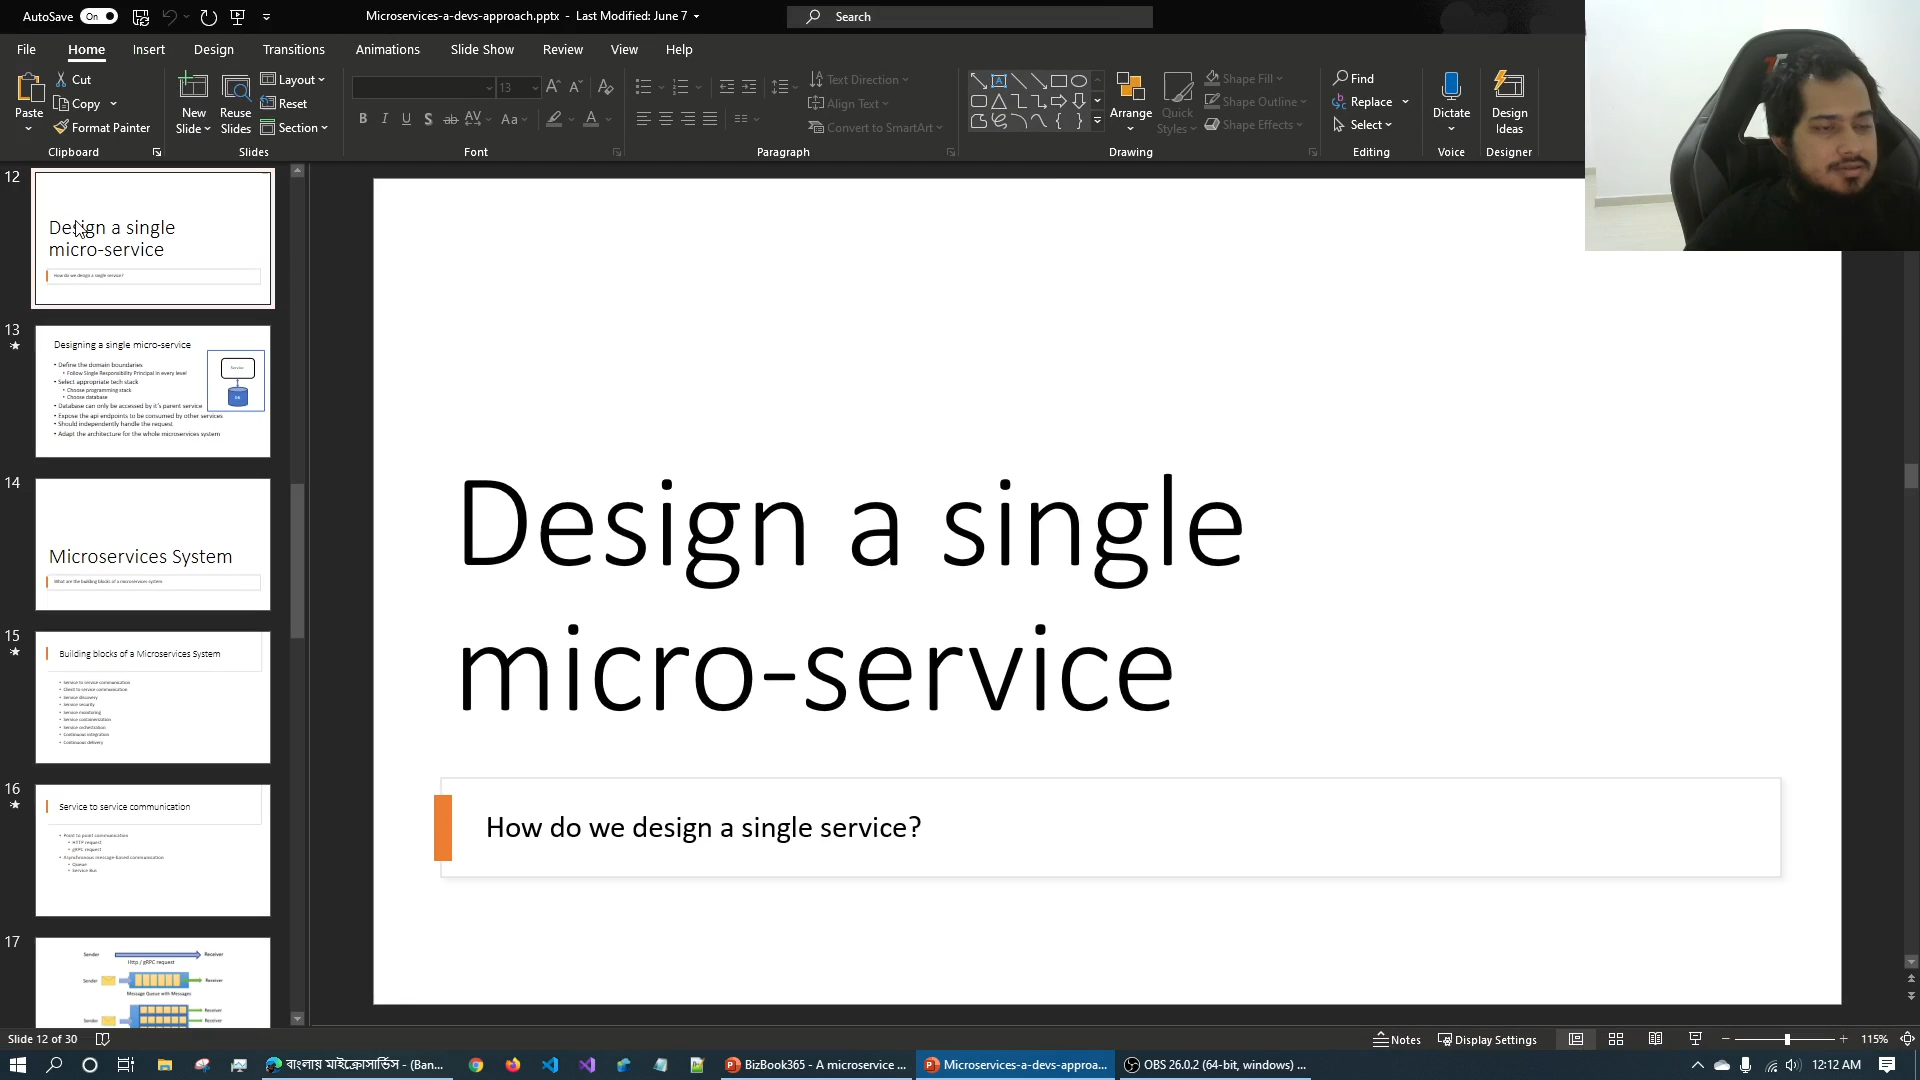 AutoSave On
Microservices-a-devs-approach.pptx - Last Modified: June 7
Search
File Home Insert Design Transitions Animations Slide Show Review View Help
Paste
Cut
Copy
Format Painter
Clipboard
New Slide
Reuse Slides
Layout
Reset
Section
Slides
13
Font
Text Direction
Align Text
Convert to SmartArt
Paragraph
Arrange
Quick Styles
Shape Fill
Shape Outline
Shape Effects
Drawing
Find
Replace
Select
Editing
Dictate
Voice
Design Ideas
Designer
12
Design a single
micro-service
How do we design a single service?
13
Designing a single micro-service
• Define the domain boundaries
• Follow Single Responsibility Principal in every level
• Select appropriate tech stack
• Choose programming stack
• Choose database
• Database can only be accessed by it's parent service
• Expose the api endpoints to be consumed by other services
• Should independently handle the request
• Adapt the architecture for the whole microservices system
Service
DB
14
Microservices System
What are the building blocks of a microservices system
15
Building blocks of a Microservices System
• Service to service communication
• Client to service communication
• Service discovery
• Service security
• Service monitoring
• Service containerization
• Service orchestration
• Continuous integration
• Continuous delivery
16
Service to service communication
• Point to point communication
• HTTP request
• gRPC request
• Asynchronous message-based communication
• Queue
• Service Bus
17
Sender Receiver
Http / gRPC request
Sender Receiver
Message Queue with Messages
Receiver
Sender Receiver
Design a single
micro-service
How do we design a single service?
Slide 12 of 30
Notes
Display Settings
115%
বাংলায় মাইক্রোসার্ভিস - (Ban...
BizBook365 - A microservice ...
Microservices-a-devs-approa...
OBS 26.0.2 (64-bit, windows) ...
12:12 AM